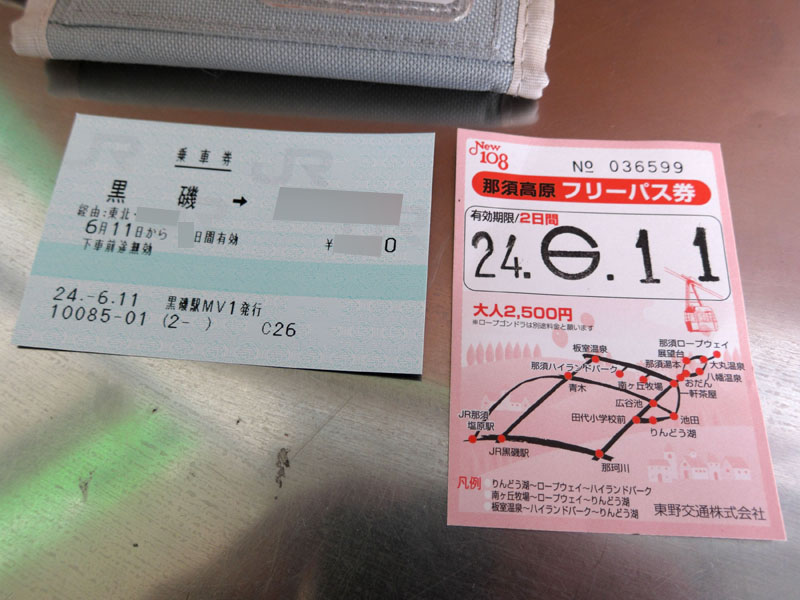 乗車券
黒磯 →
経由:東北・
6月11日から 日間有効
下車前途無効
¥ 0
24.-6.11 黒磯駅MV1発行
10085-01 (2- ) C26
New 108
№ 036599
那須高原 フリーパス券
有効期限/2日間
24.6.11
大人2,500円
※ロープゴンドラは別途料金と願います
那須ロープウェイ
展望台
大丸温泉
板室温泉
那須湯本
八幡温泉
那須ハイランドパーク
おだん
一軒茶屋
南ヶ丘牧場
青木
広谷池
JR那須
塩原駅
田代小学校前
池田
りんどう湖
JR黒磯駅
那珂川
凡例
りんどう湖〜ロープウェイ〜ハイランドパーク
南ヶ丘牧場〜ロープウェイ〜りんどう湖
板室温泉〜ハイランドパーク〜りんどう湖
東野交通株式会社